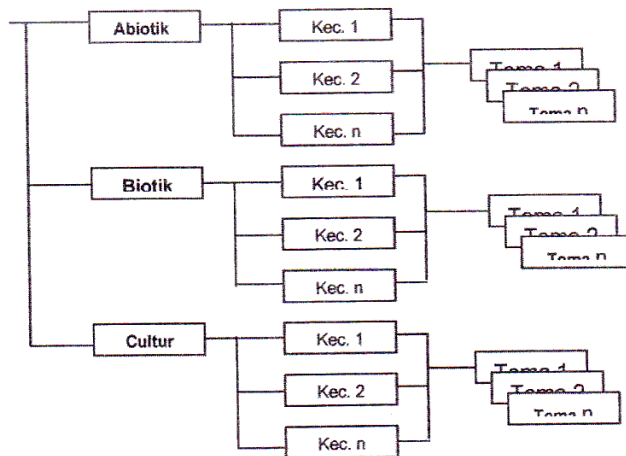 Abiotik
Kec. 1
Kec. 2
Kec. n
Tema 1
Tema 2
Tema n
Biotik
Kec. 1
Kec. 2
Kec. n
Tema 1
Tema 2
Tema n
Cultur
Kec. 1
Kec. 2
Kec. n
Tema 1
Tema 2
Tema n